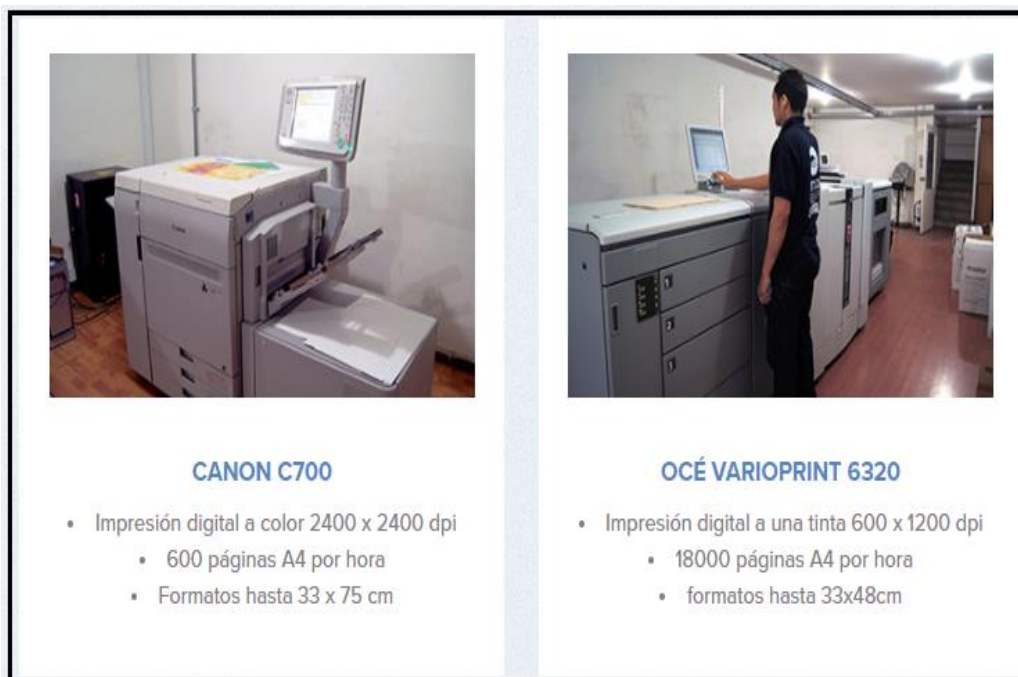 CANON C700
• Impresión digital a color 2400 x 2400 dpi
• 600 páginas A4 por hora
• Formatos hasta 33 x 75 cm
OCÉ VARIOPRINT 6320
• Impresión digital a una tinta 600 x 1200 dpi
• 18000 páginas A4 por hora
• formatos hasta 33x48cm